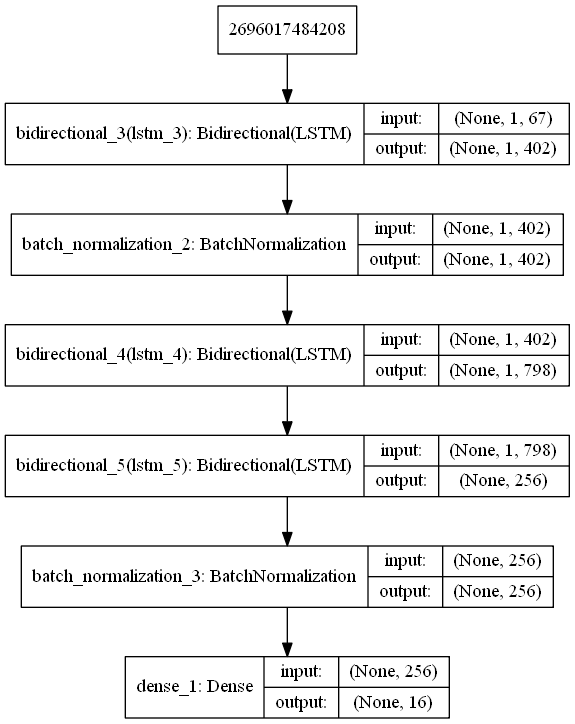 2696017484208
bidirectional_3(lstm_3): Bidirectional(LSTM)
input: (None, 1, 67)
output: (None, 1, 402)
batch_normalization_2: BatchNormalization
input: (None, 1, 402)
output: (None, 1, 402)
bidirectional_4(lstm_4): Bidirectional(LSTM)
input: (None, 1, 402)
output: (None, 1, 798)
bidirectional_5(lstm_5): Bidirectional(LSTM)
input: (None, 1, 798)
output: (None, 256)
batch_normalization_3: BatchNormalization
input: (None, 256)
output: (None, 256)
dense_1: Dense
input: (None, 256)
output: (None, 16)